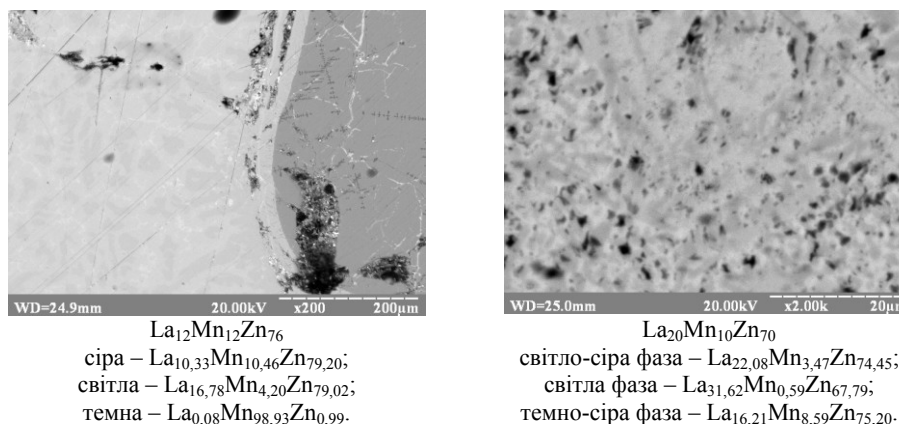 WD=24.9mm 20.00kV x200 200µm
La12Mn12Zn76
сіра – La10,33Mn10,46Zn79,20;
світла – La16,78Mn4,20Zn79,02;
темна – La0,08Mn98,93Zn0,99.
WD=25.0mm 20.00kV x2.00k 20µm
La20Mn10Zn70
світло-сіра фаза – La22,08Mn3,47Zn74,45;
світла фаза – La31,62Mn0,59Zn67,79;
темно-сіра фаза – La16,21Mn8,59Zn75,20.